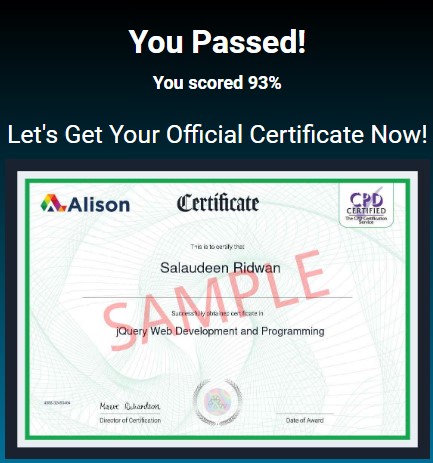 You Passed!
You scored 93%
Let's Get Your Official Certificate Now!
Alison
Certificate
CPD
CERTIFIED
The CPD Certification
Service
This is to certify that
Salaudeen Ridwan
SAMPLE
Successfully obtained certificate in
jQuery Web Development and Programming
Director of Certification
Date of Award